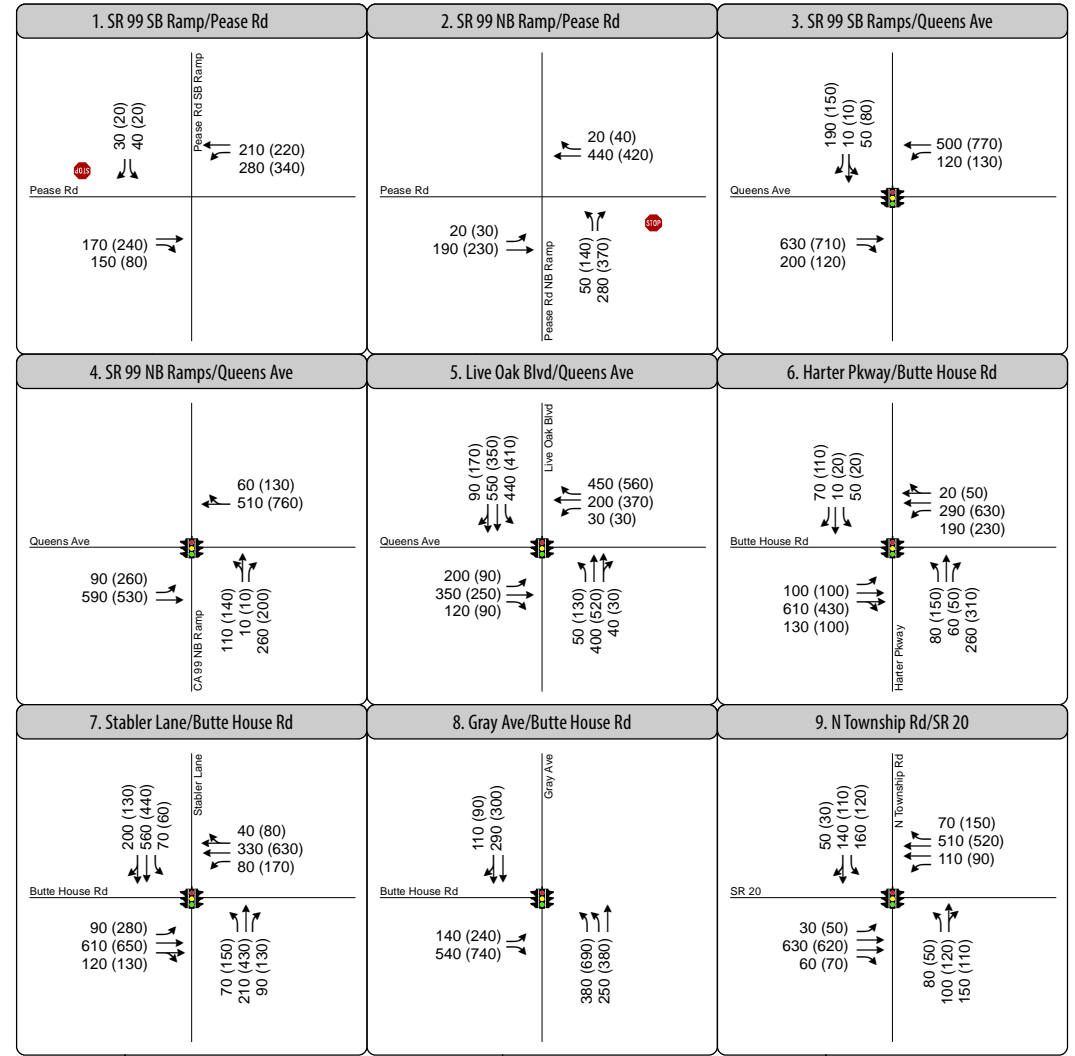 1. SR 99 SB Ramp/Pease Rd
30 (20)
40 (20)
Pease Rd SB Ramp
210 (220)
280 (340)
STOP
Pease Rd
170 (240)
150 (80)
2. SR 99 NB Ramp/Pease Rd
20 (40)
440 (420)
Pease Rd
20 (30)
190 (230)
Pease Rd NB Ramp
50 (140)
280 (370)
STOP
3. SR 99 SB Ramps/Queens Ave
190 (150)
10 (10)
50 (80)
500 (770)
120 (130)
Queens Ave
630 (710)
200 (120)
4. SR 99 NB Ramps/Queens Ave
60 (130)
510 (760)
Queens Ave
90 (260)
590 (530)
CA 99 NB Ramp
110 (140)
10 (10)
260 (200)
5. Live Oak Blvd/Queens Ave
90 (170)
550 (350)
440 (410)
Live Oak Blvd
450 (560)
200 (370)
30 (30)
Queens Ave
200 (90)
350 (250)
120 (90)
50 (130)
400 (520)
40 (30)
6. Harter Pkway/Butte House Rd
70 (110)
10 (20)
50 (20)
20 (50)
290 (630)
190 (230)
Butte House Rd
100 (100)
610 (430)
130 (100)
Harter Pkway
80 (150)
60 (50)
260 (310)
7. Stabler Lane/Butte House Rd
200 (130)
560 (440)
70 (60)
Stabler Lane
40 (80)
330 (630)
80 (170)
Butte House Rd
90 (280)
610 (650)
120 (130)
70 (150)
210 (430)
90 (130)
8. Gray Ave/Butte House Rd
110 (90)
290 (300)
Gray Ave
Butte House Rd
140 (240)
540 (740)
380 (690)
250 (380)
9. N Township Rd/SR 20
50 (30)
140 (110)
160 (120)
N Township Rd
70 (150)
510 (520)
110 (90)
SR 20
30 (50)
630 (620)
60 (70)
80 (50)
100 (120)
150 (110)